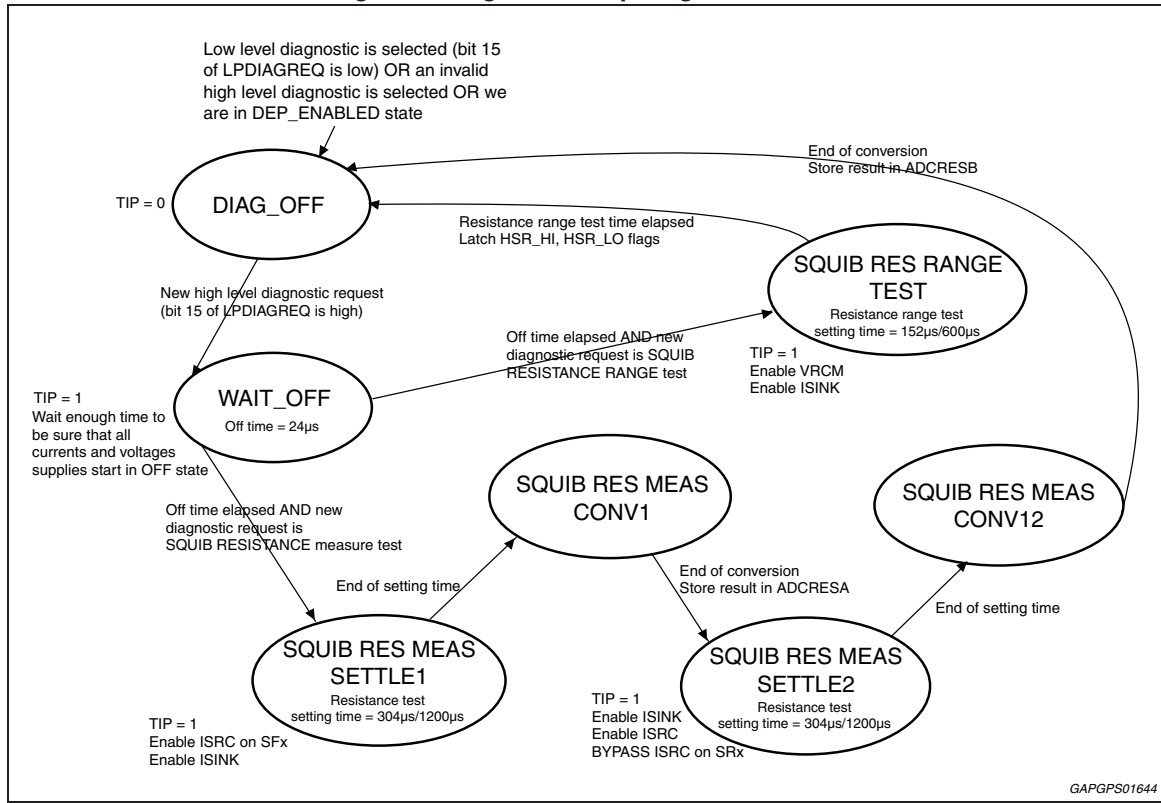 Low level diagnostic is selected (bit 15
of LPDIAGREQ is low) OR an invalid
high level diagnostic is selected OR we
are in DEP_ENABLED state
End of conversion
Store result in ADCRESB
TIP = 0
DIAG_OFF
Resistance range test time elapsed
Latch HSR_HI, HSR_LO flags
SQUIB RES RANGE
TEST
Resistance range test
setting time = 152µs/600µs
New high level diagnostic request
(bit 15 of LPDIAGREQ is high)
Off time elapsed AND new
diagnostic request is SQUIB
RESISTANCE RANGE test
TIP = 1
Enable VRCM
Enable ISINK
TIP = 1
Wait enough time to
be sure that all
currents and voltages
supplies start in OFF state
WAIT_OFF
Off time = 24µs
SQUIB RES MEAS
CONV1
SQUIB RES MEAS
CONV12
Off time elapsed AND new
diagnostic request is
SQUIB RESISTANCE measure test
End of setting time
End of conversion
Store result in ADCRESA
End of setting time
SQUIB RES MEAS
SETTLE1
Resistance test
setting time = 304µs/1200µs
TIP = 1
Enable ISRC on SFx
Enable ISINK
SQUIB RES MEAS
SETTLE2
Resistance test
setting time = 304µs/1200µs
TIP = 1
Enable ISINK
Enable ISRC
BYPASS ISRC on SRx
GAPGPS01644